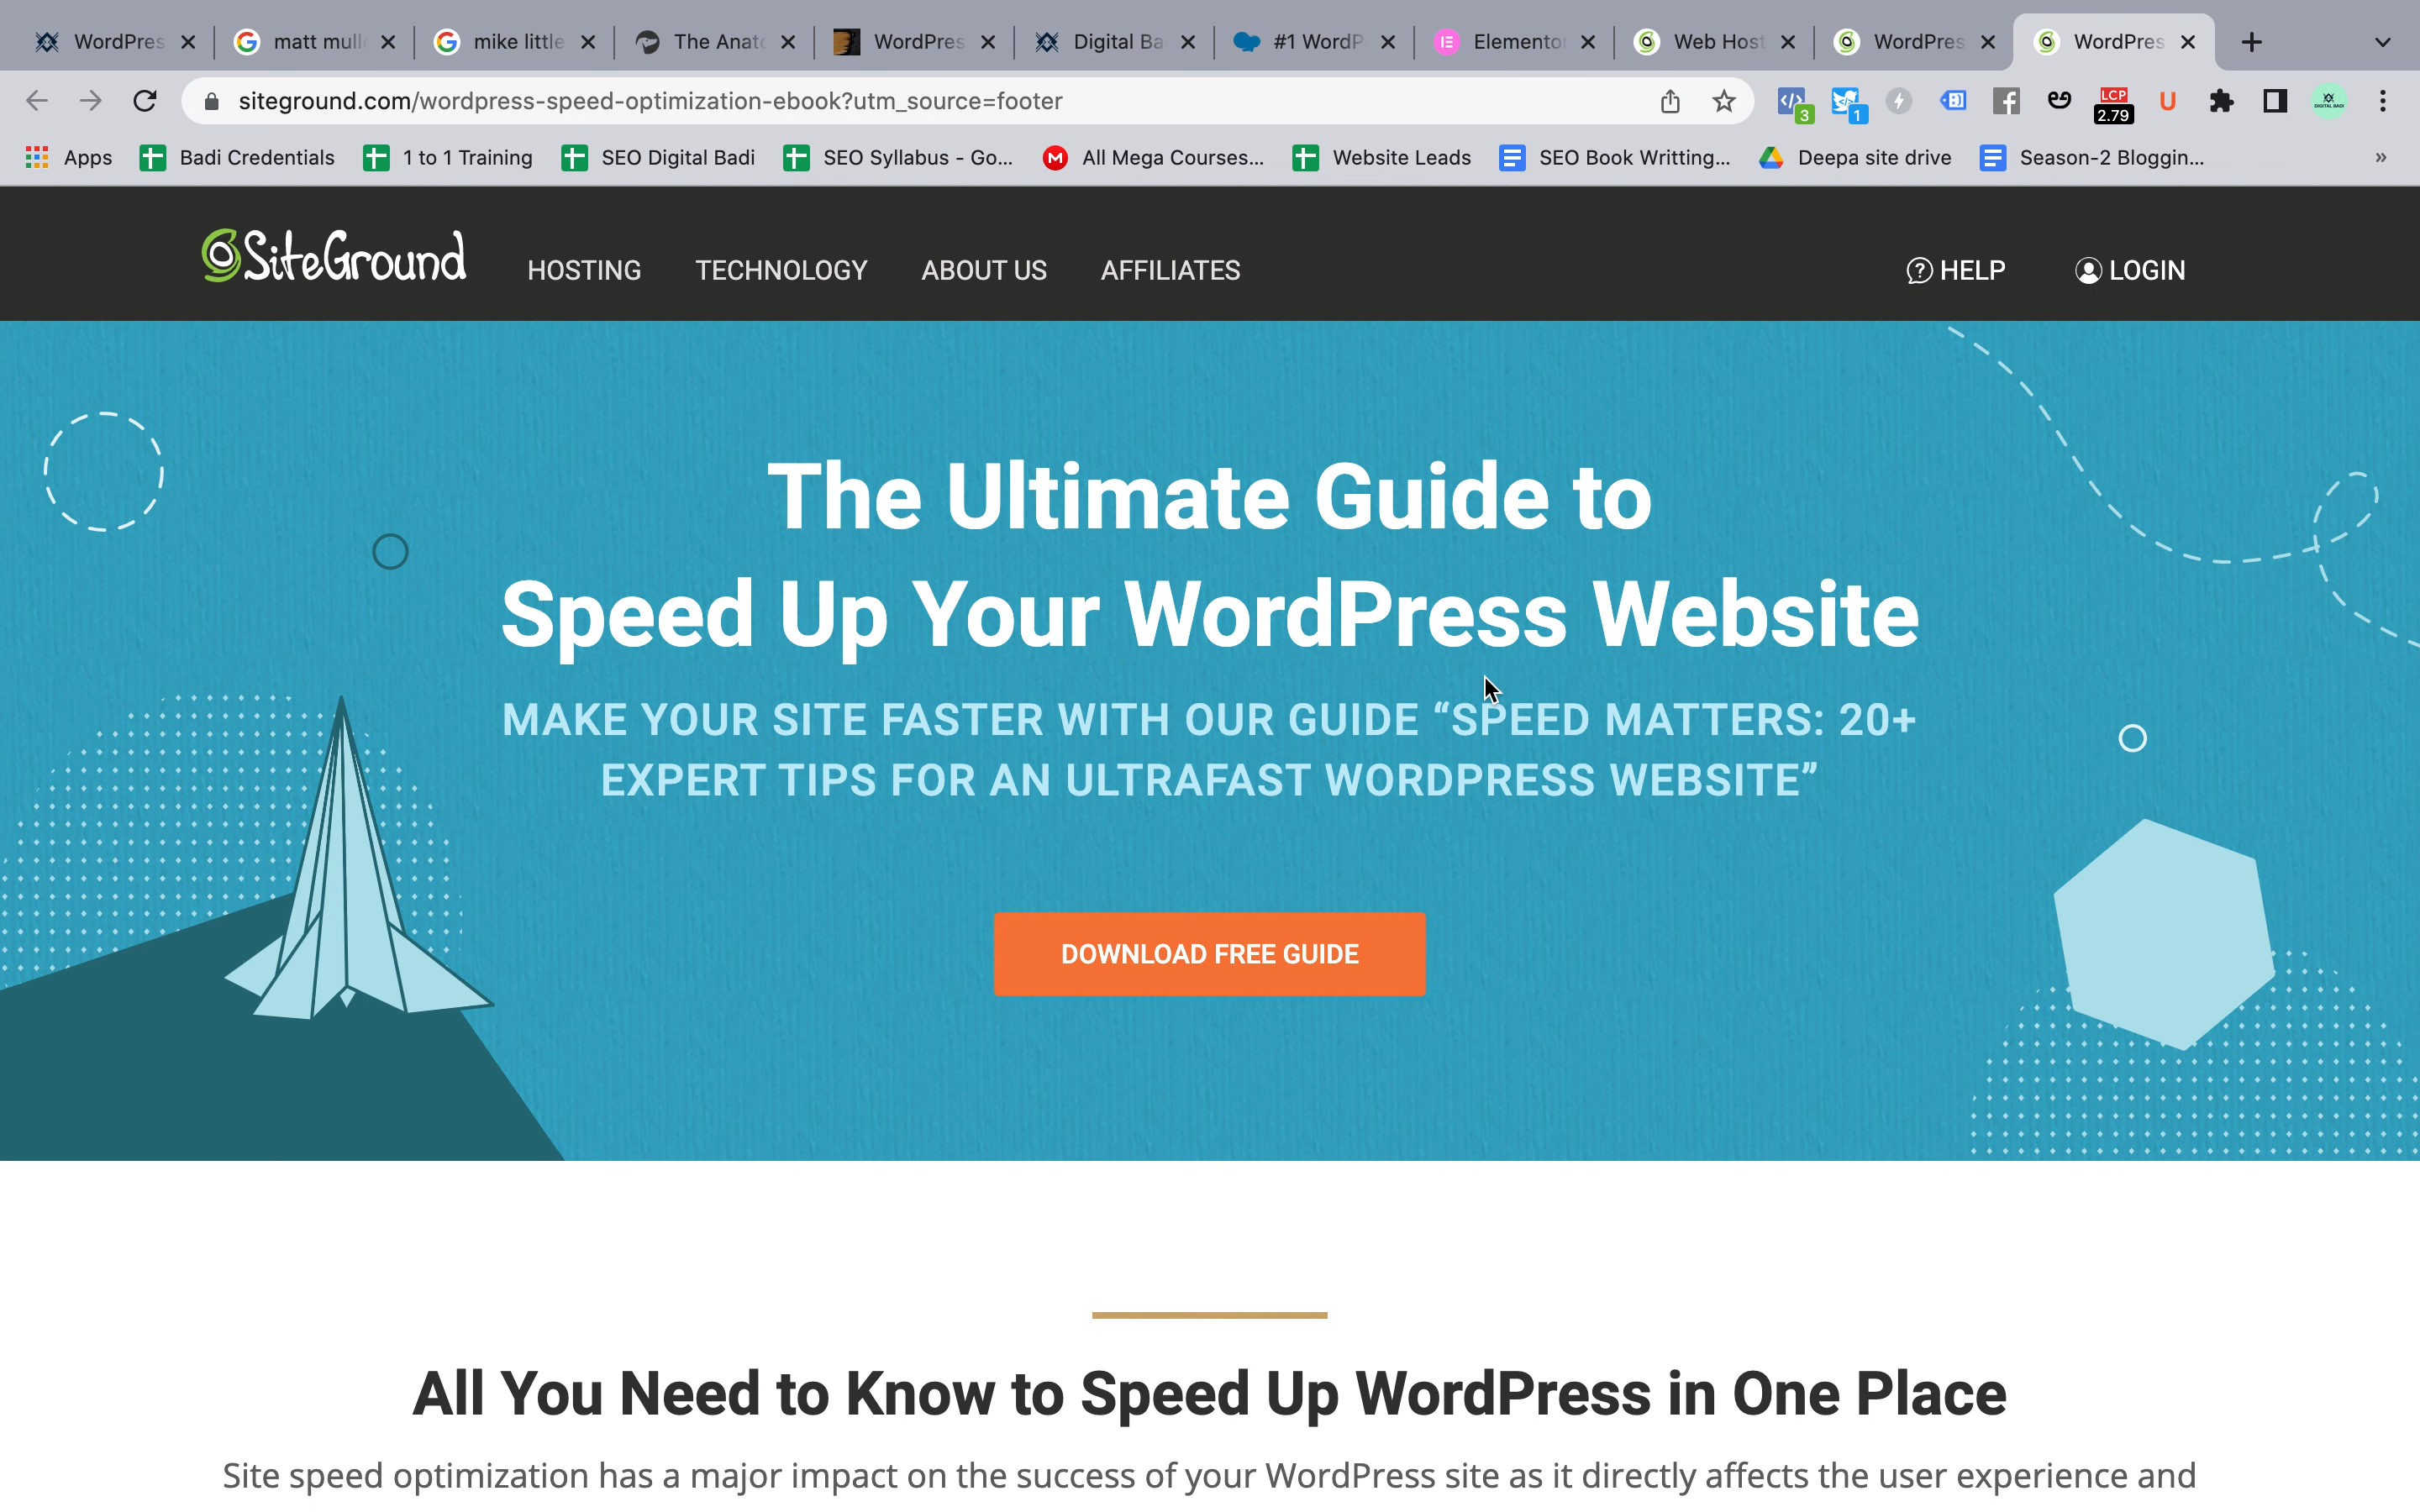 WordPres
matt mull
mike little
The Anato
WordPres
Digital Ba
#1 WordP
Elemento
Web Host
WordPres
WordPres
siteground.com/wordpress-speed-optimization-ebook?utm_source=footer
3
1
LCP
2.79
Apps
Badi Credentials
1 to 1 Training
SEO Digital Badi
SEO Syllabus - Go...
All Mega Courses...
Website Leads
SEO Book Writting...
Deepa site drive
Season-2 Bloggin...
»
SiteGround
HOSTING
TECHNOLOGY
ABOUT US
AFFILIATES
HELP
LOGIN
The Ultimate Guide to
Speed Up Your WordPress Website
MAKE YOUR SITE FASTER WITH OUR GUIDE “SPEED MATTERS: 20+
EXPERT TIPS FOR AN ULTRAFAST WORDPRESS WEBSITE”
DOWNLOAD FREE GUIDE
All You Need to Know to Speed Up WordPress in One Place
Site speed optimization has a major impact on the success of your WordPress site as it directly affects the user experience and